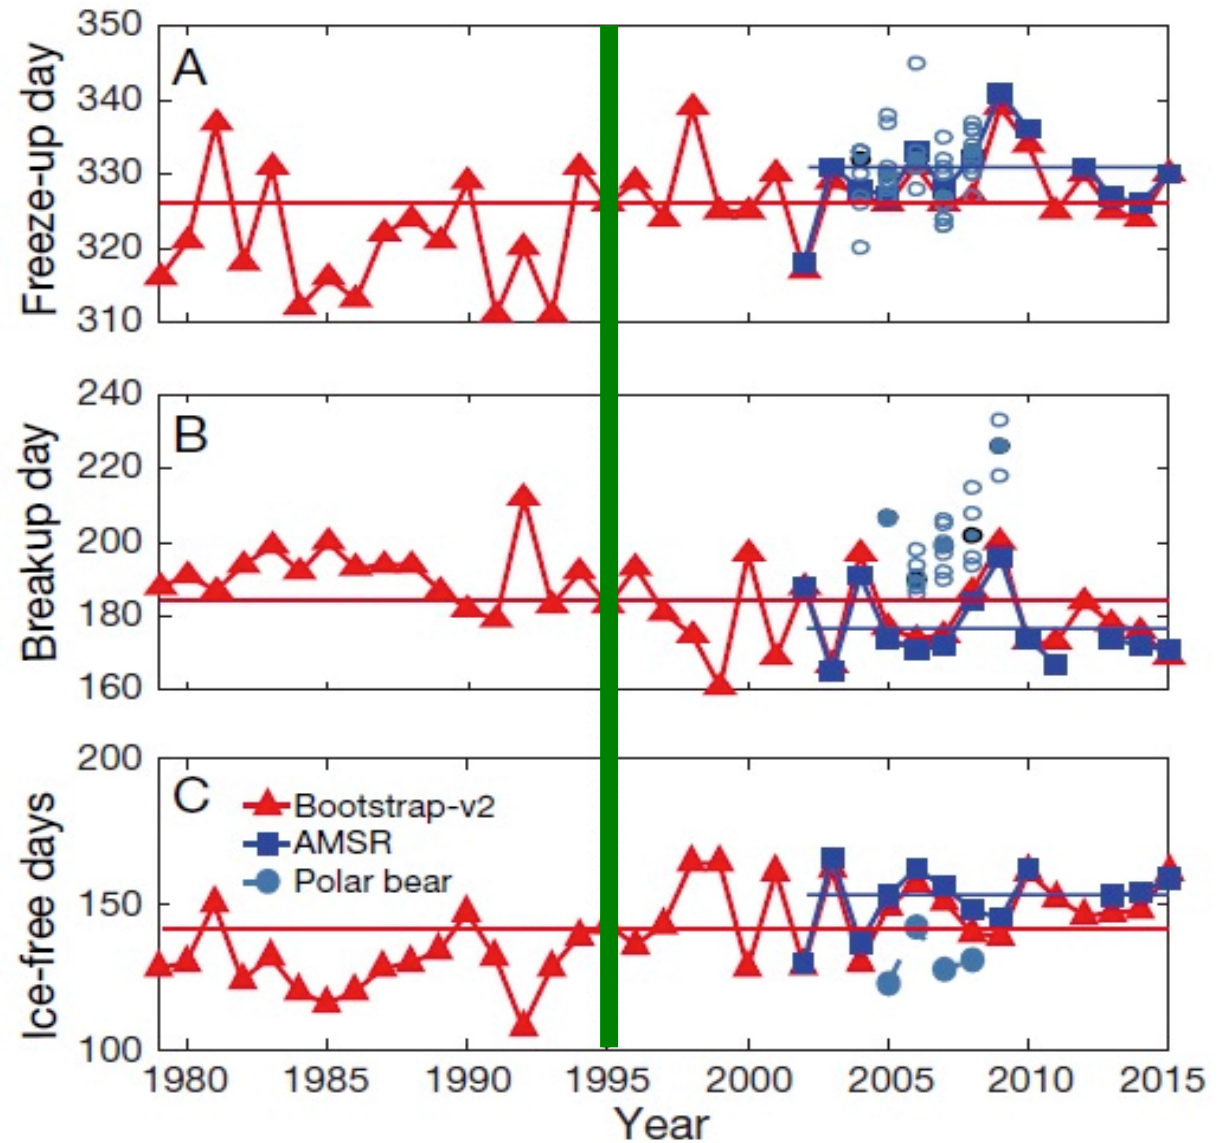 350
340
330
320
310
Freeze-up day
A
240
220
200
180
160
Breakup day
B
200
150
100
Ice-free days
C
Bootstrap-v2
AMSR
Polar bear
1980 1985 1990 1995 2000 2005 2010 2015
Year